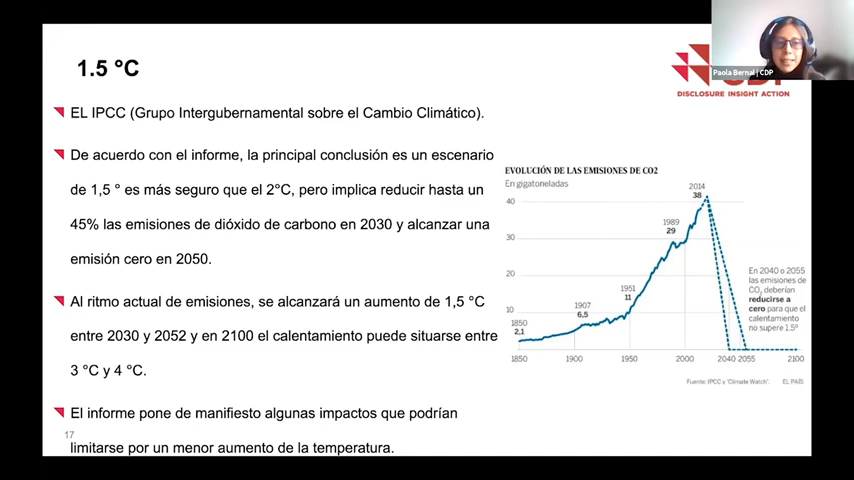 1.5 °C
Paola Bernal | CDP
DISCLOSURE INSIGHT ACTION
EL IPCC (Grupo Intergubernamental sobre el Cambio Climático).
De acuerdo con el informe, la principal conclusión es un escenario
de 1,5 ° es más seguro que el 2°C, pero implica reducir hasta un
45% las emisiones de dióxido de carbono en 2030 y alcanzar una
emisión cero en 2050.
Al ritmo actual de emisiones, se alcanzará un aumento de 1,5 °C
entre 2030 y 2052 y en 2100 el calentamiento puede situarse entre
3 °C y 4 °C.
El informe pone de manifiesto algunas impactos que podrían
limitarse por un menor aumento de la temperatura.
17
EVOLUCIÓN DE LAS EMISIONES DE CO2
En gigatoneladas
40
30
20
10
1850
2,1
1907
6,5
1951
11
1989
29
2014
38
En 2040 o 2055
las emisiones de
CO2 deberían
reducirse a
cero para que el
calentamiento
no supere 1.5º
1850 1900 1950 2000 2040 2055 2100
Fuente: IPCC y 'Climate Watch'. EL PAÍS